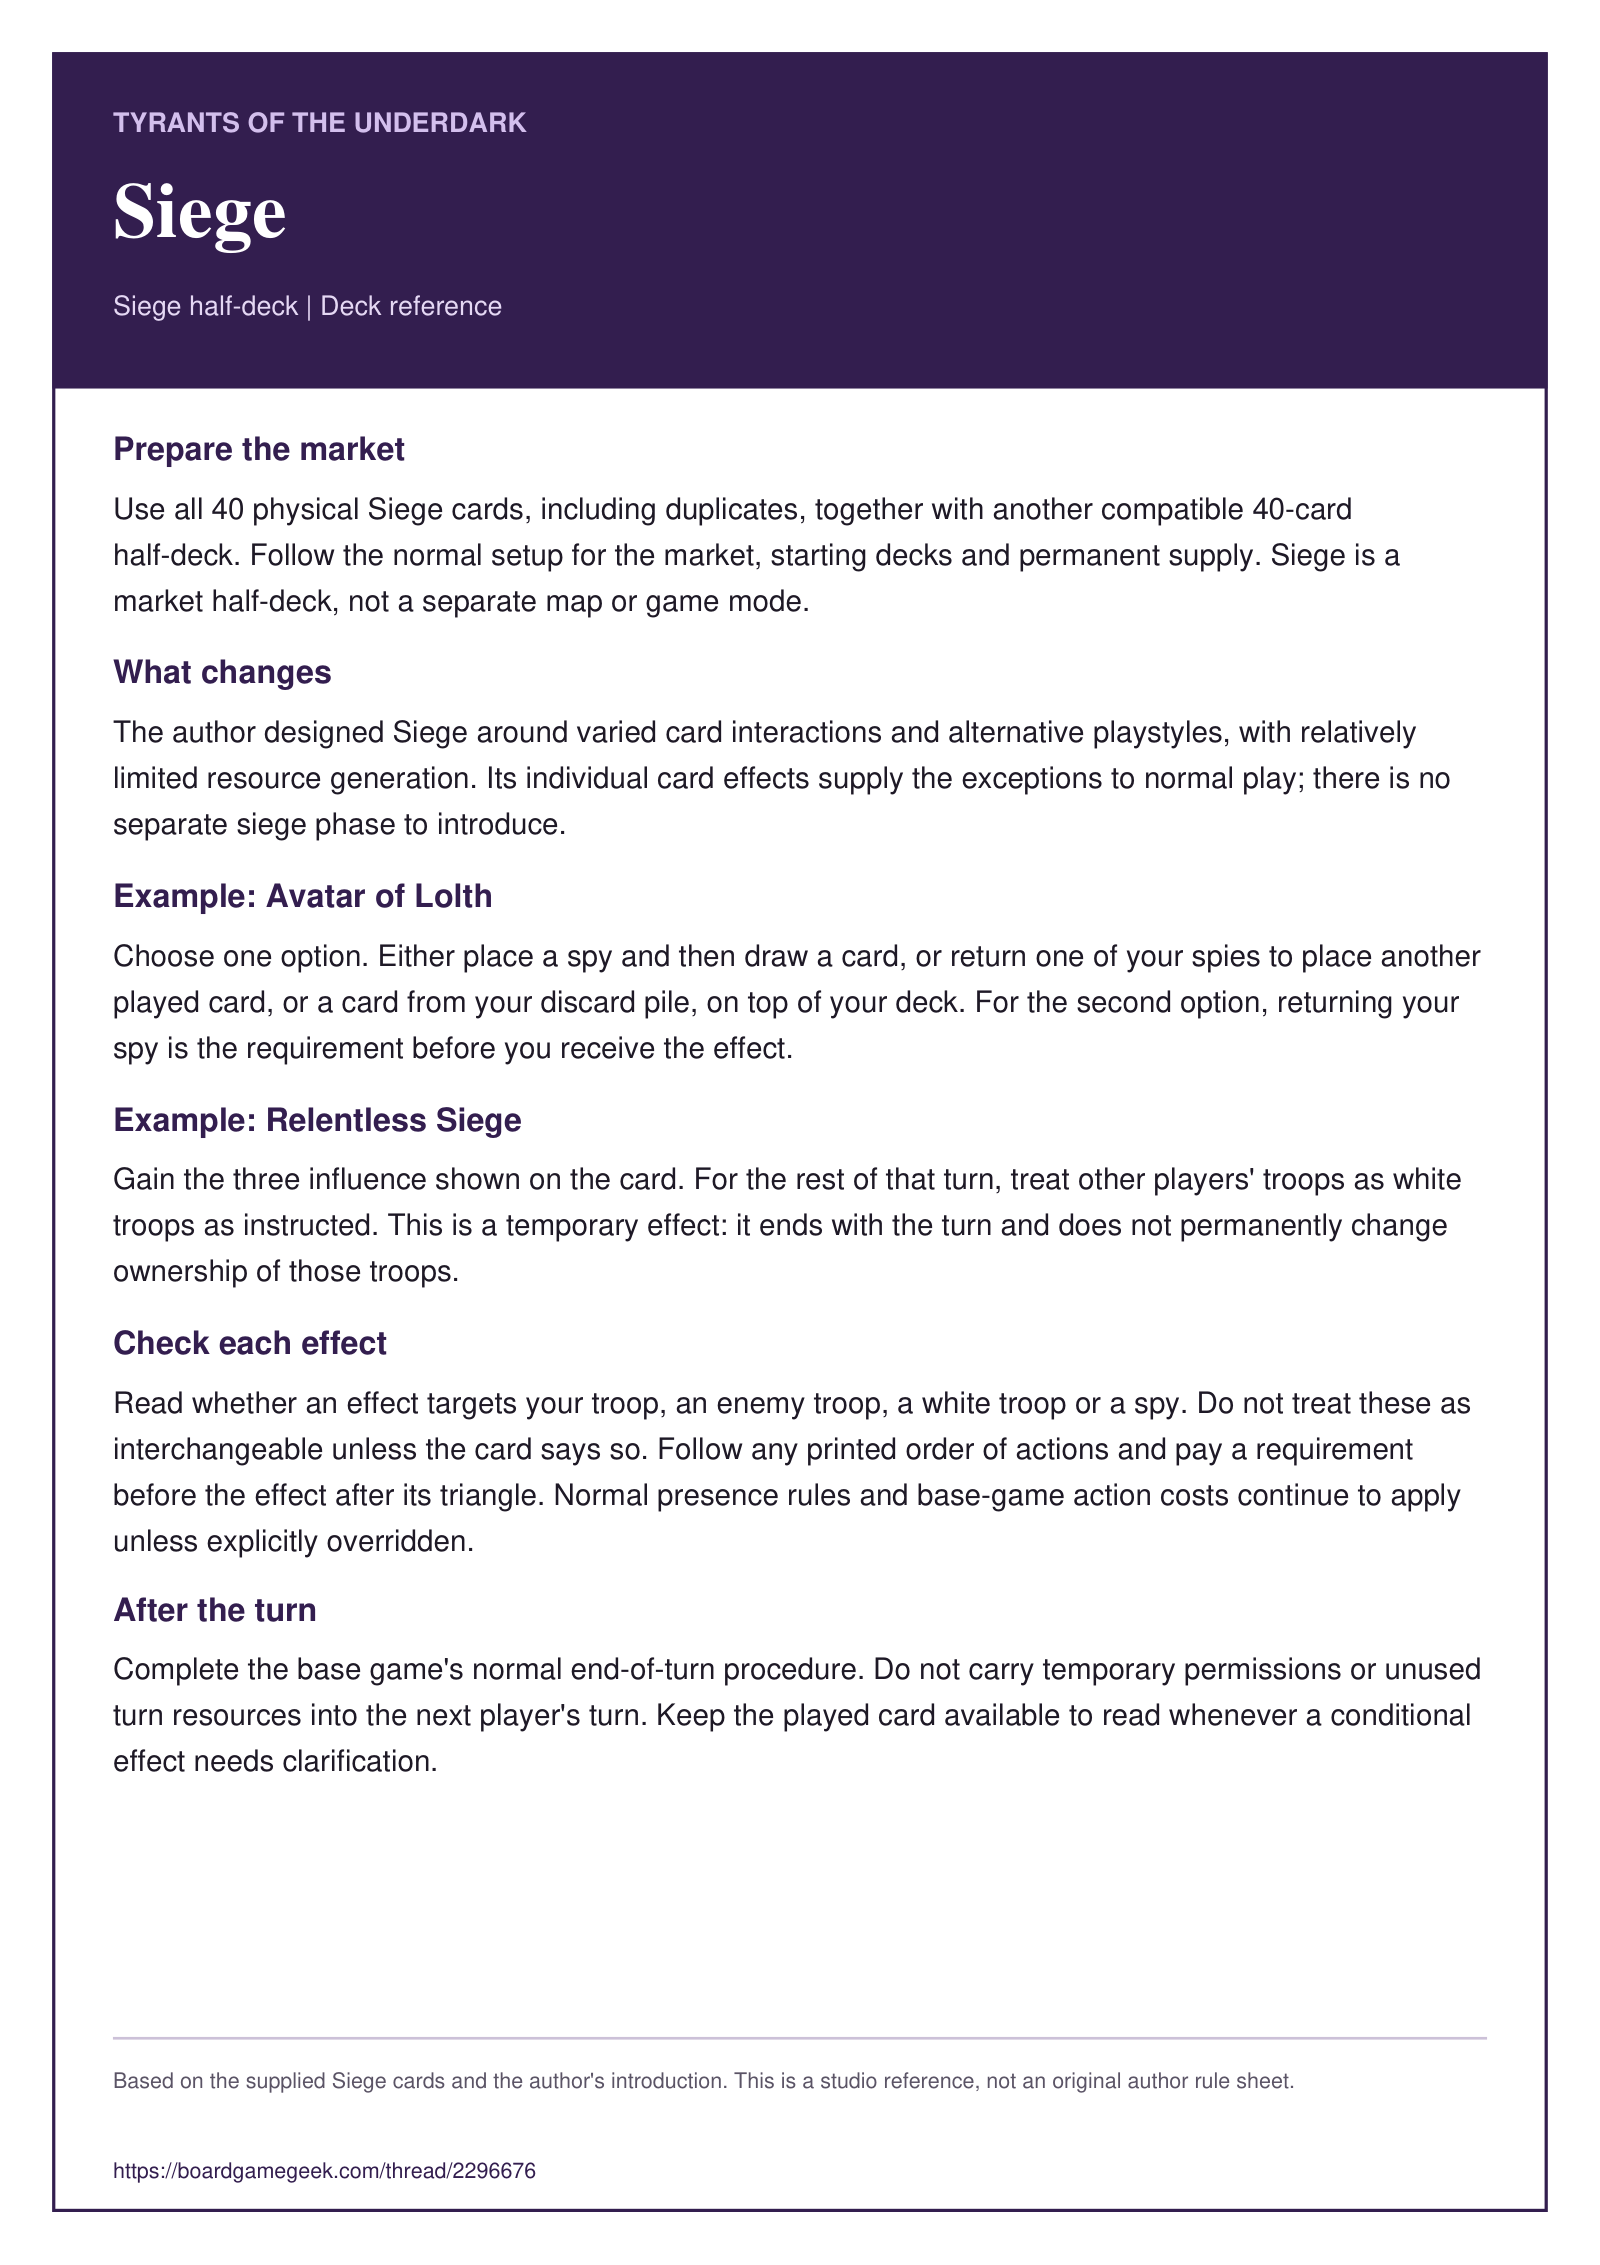 TYRANTS OF THE UNDERDARK
Siege
Siege half-deck | Deck reference
Prepare the market
Use all 40 physical Siege cards, including duplicates, together with another compatible 40-card
half-deck. Follow the normal setup for the market, starting decks and permanent supply. Siege is a
market half-deck, not a separate map or game mode.
What changes
The author designed Siege around varied card interactions and alternative playstyles, with relatively
limited resource generation. Its individual card effects supply the exceptions to normal play; there is no
separate siege phase to introduce.
Example: Avatar of Lolth
Choose one option. Either place a spy and then draw a card, or return one of your spies to place another
played card, or a card from your discard pile, on top of your deck. For the second option, returning your
spy is the requirement before you receive the effect.
Example: Relentless Siege
Gain the three influence shown on the card. For the rest of that turn, treat other players' troops as white
troops as instructed. This is a temporary effect: it ends with the turn and does not permanently change
ownership of those troops.
Check each effect
Read whether an effect targets your troop, an enemy troop, a white troop or a spy. Do not treat these as
interchangeable unless the card says so. Follow any printed order of actions and pay a requirement
before the effect after its triangle. Normal presence rules and base-game action costs continue to apply
unless explicitly overridden.
After the turn
Complete the base game's normal end-of-turn procedure. Do not carry temporary permissions or unused
turn resources into the next player's turn. Keep the played card available to read whenever a conditional
effect needs clarification.
Based on the supplied Siege cards and the author's introduction. This is a studio reference, not an original author rule sheet.
https://boardgamegeek.com/thread/2296676